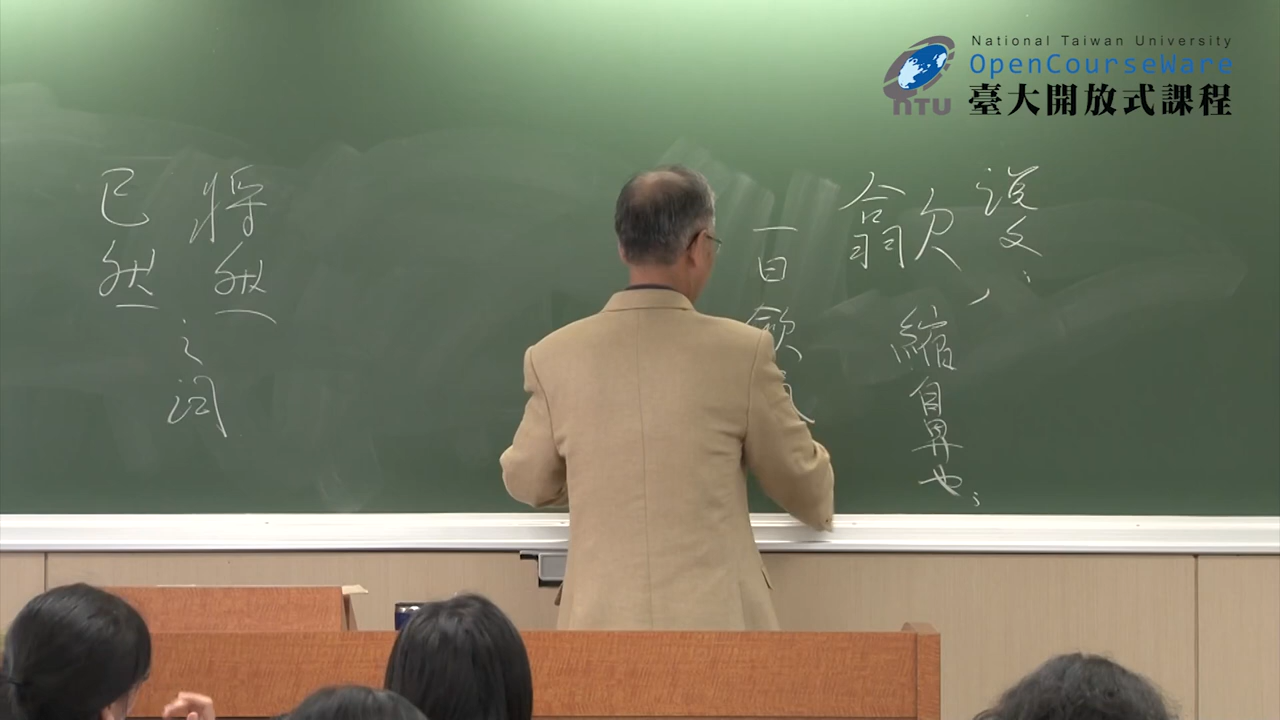 National Taiwan University
OpenCourseWare
臺大開放式課程
NTU
說文:
歙,
縮鼻也;
一曰歛
將然
已然
之詞